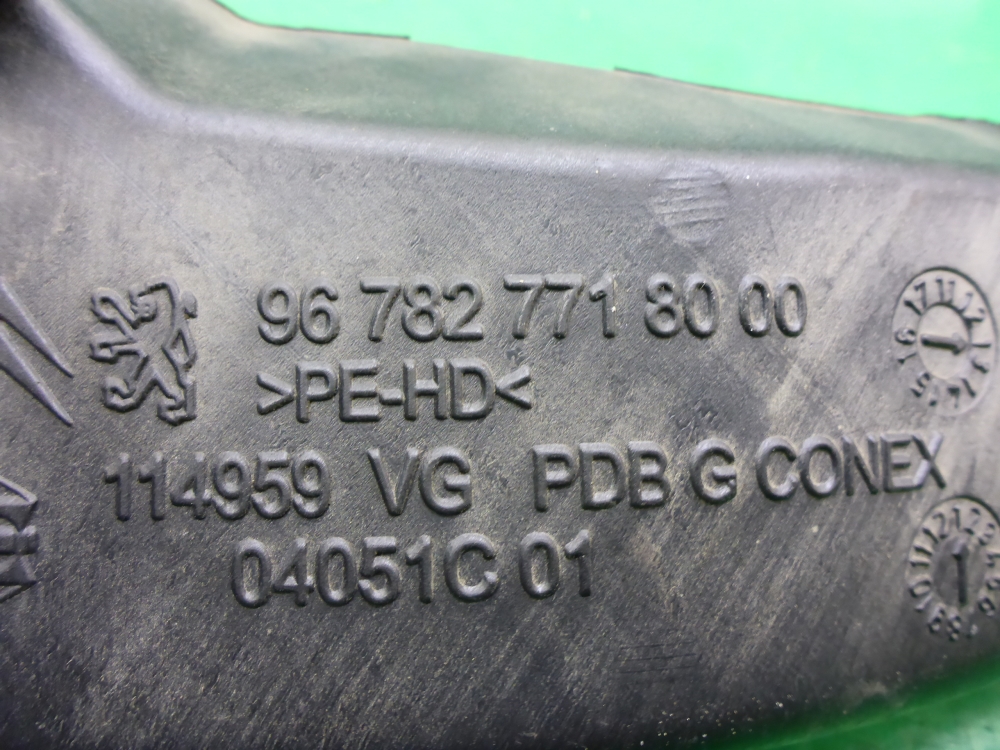 96 782 771 80 00
>PE-HD<
114959 VG PDB G CONEX
04051C 01